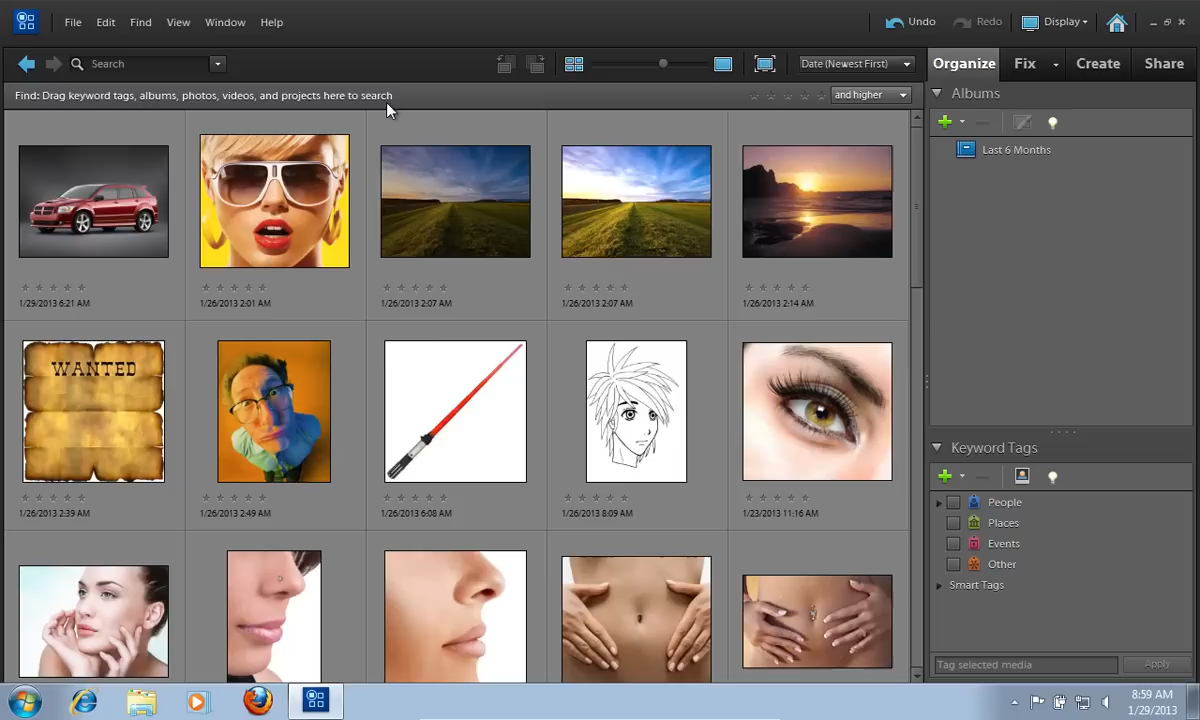 File Edit Find View Window Help Undo Redo Display
Search Date (Newest First) Organize Fix Create Share
Find: Drag keyword tags, albums, photos, videos, and projects here to search and higher Albums
Last 6 Months
1/29/2013 6:21 AM 1/26/2013 2:01 AM 1/26/2013 2:07 AM 1/26/2013 2:07 AM 1/26/2013 2:14 AM
WANTED
Keyword Tags
People
1/26/2013 2:39 AM 1/26/2013 2:49 AM 1/26/2013 6:08 AM 1/26/2013 8:09 AM 1/23/2013 11:16 AM
Places
Events
Other
Smart Tags
Tag selected media Apply
8:59 AM
1/29/2013